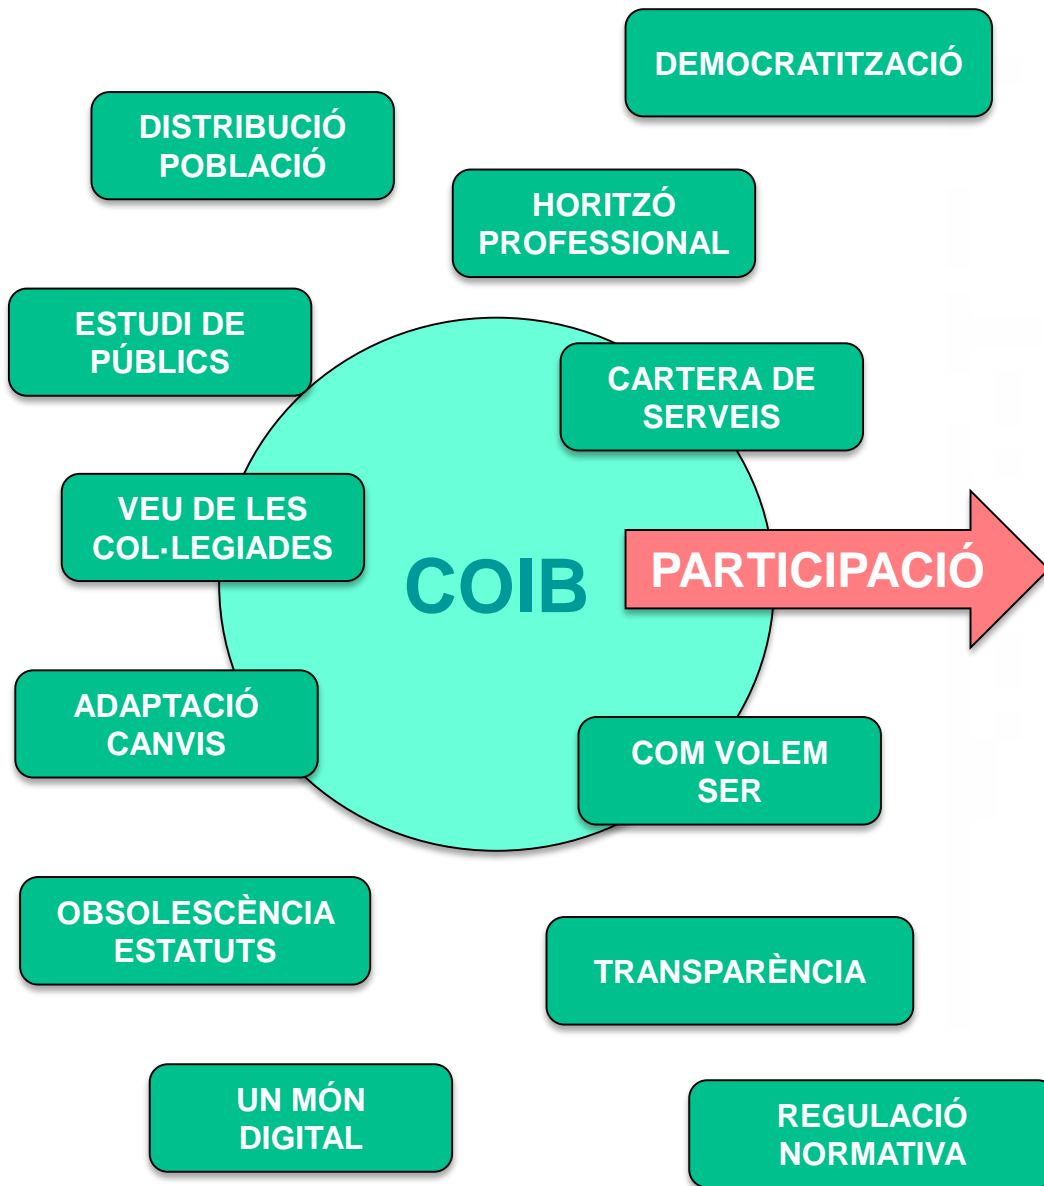 DEMOCRATITZACIÓ
DISTRIBUCIÓ
POBLACIÓ
HORITZÓ
PROFESSIONAL
ESTUDI DE
PÚBLICS
CARTERA DE
SERVEIS
VEU DE LES
COL·LEGIADES
COIB
PARTICIPACIÓ
ADAPTACIÓ
CANVIS
COM VOLEM
SER
OBSOLESCÈNCIA
ESTATUTS
TRANSPARÈNCIA
UN MÓN
DIGITAL
REGULACIÓ
NORMATIVA